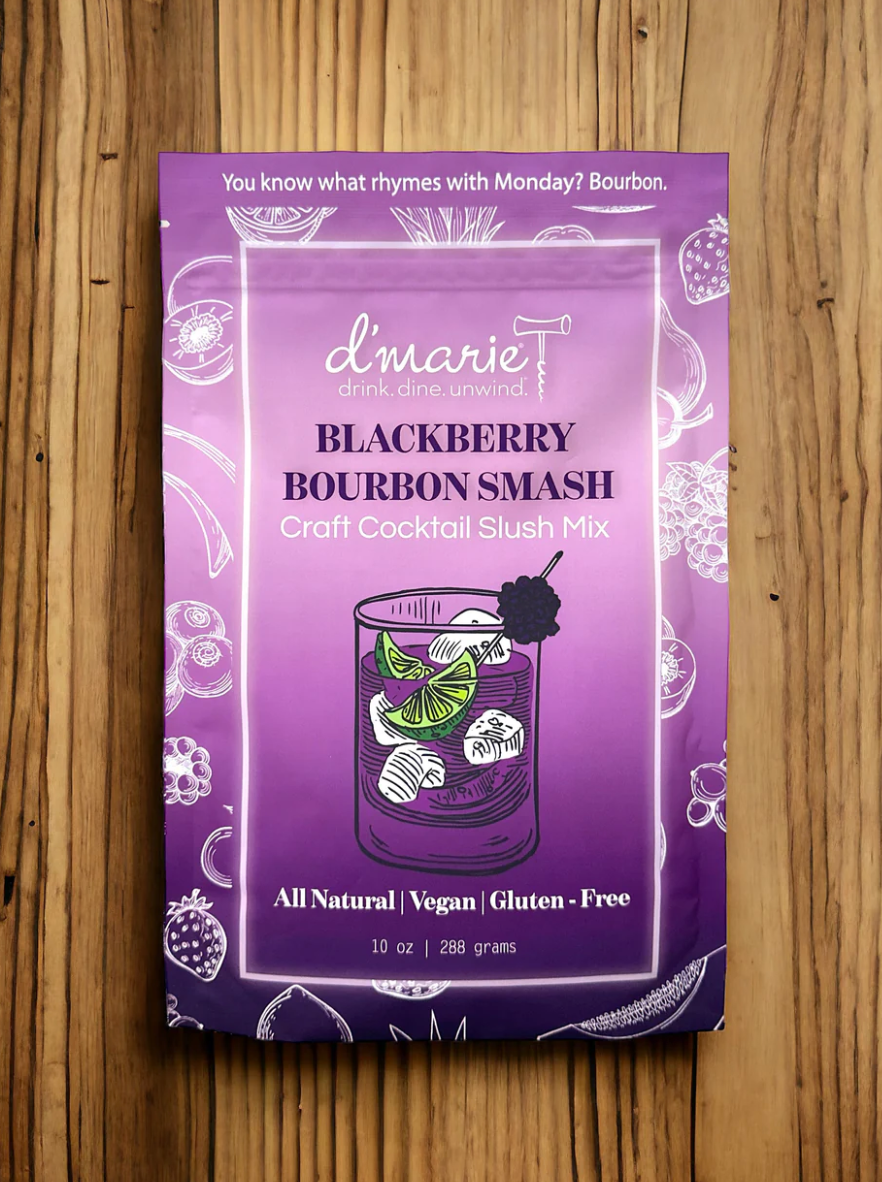 You know what rhymes with Monday? Bourbon.
d'marie
drink. dine. unwind.
BLACKBERRY
BOURBON SMASH
Craft Cocktail Slush Mix
All Natural | Vegan | Gluten - Free
10 oz | 288 grams